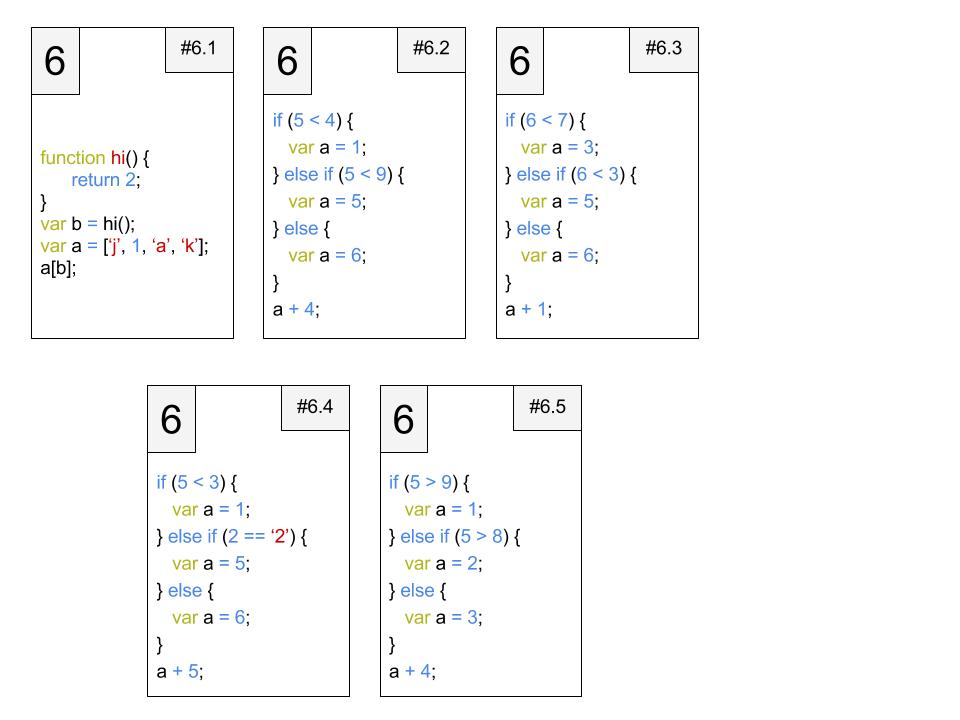 6
#6.1
function hi() {
return 2;
}
var b = hi();
var a = [‘j’, 1, ‘a’, ‘k’];
a[b];
6
#6.2
if (5 < 4) {
var a = 1;
} else if (5 < 9) {
var a = 5;
} else {
var a = 6;
}
a + 4;
6
#6.3
if (6 < 7) {
var a = 3;
} else if (6 < 3) {
var a = 5;
} else {
var a = 6;
}
a + 1;
6
#6.4
if (5 < 3) {
var a = 1;
} else if (2 == ‘2’) {
var a = 5;
} else {
var a = 6;
}
a + 5;
6
#6.5
if (5 > 9) {
var a = 1;
} else if (5 > 8) {
var a = 2;
} else {
var a = 3;
}
a + 4;